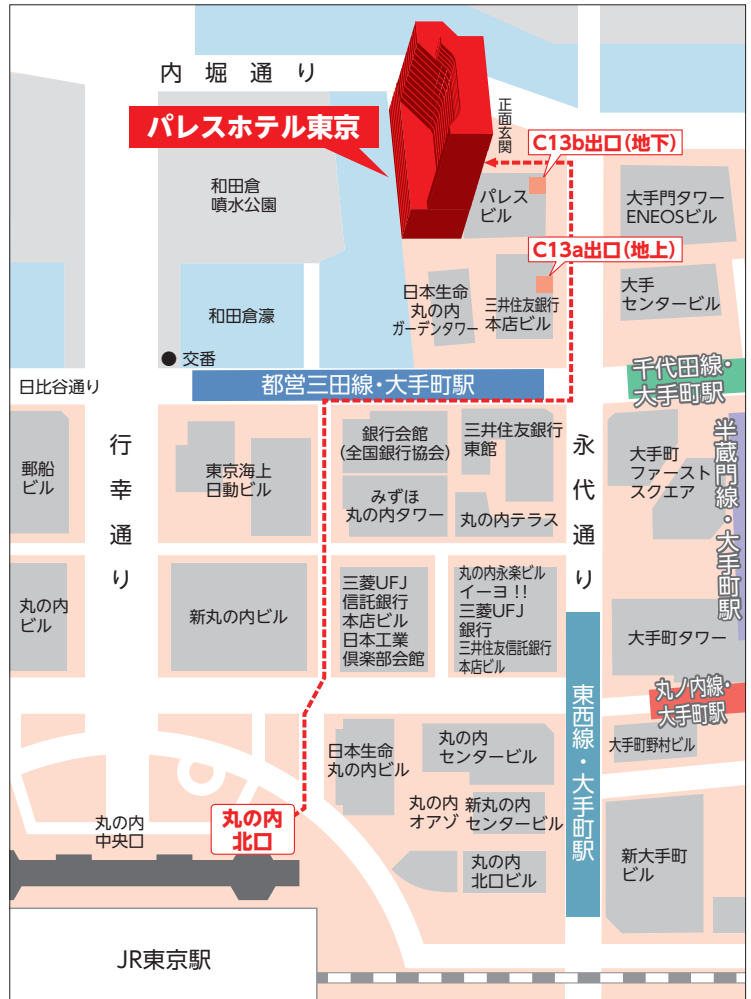 内堀通り
パレスホテル東京
正面玄関
C13b出口(地下)
和田倉
噴水公園
パレス
ビル
大手門タワー
ENEOSビル
C13a出口(地上)
日本生命
丸の内
ガーデンタワー
三井住友銀行
本店ビル
大手
センタービル
和田倉濠
交番
日比谷通り
都営三田線・大手町駅
千代田線・
大手町駅
郵船
ビル
行幸通り
東京海上
日動ビル
銀行会館
(全国銀行協会)
三井住友銀行
東館
永代通り
大手町
ファースト
スクエア
半蔵門線・大手町駅
みずほ
丸の内タワー
丸の内テラス
丸の内
ビル
新丸の内ビル
三菱UFJ
信託銀行
本店ビル
日本工業
倶楽部会館
丸の内永楽ビル
イーヨ!!
三菱UFJ
銀行
三井住友信託銀行
本店ビル
大手町タワー
丸ノ内線・
大手町駅
東西線・大手町駅
日本生命
丸の内ビル
丸の内
センタービル
大手町野村ビル
丸の内
オアゾ
新丸の内
センタービル
丸の内
中央口
丸の内
北口
丸の内
北口ビル
新大手町
ビル
JR東京駅